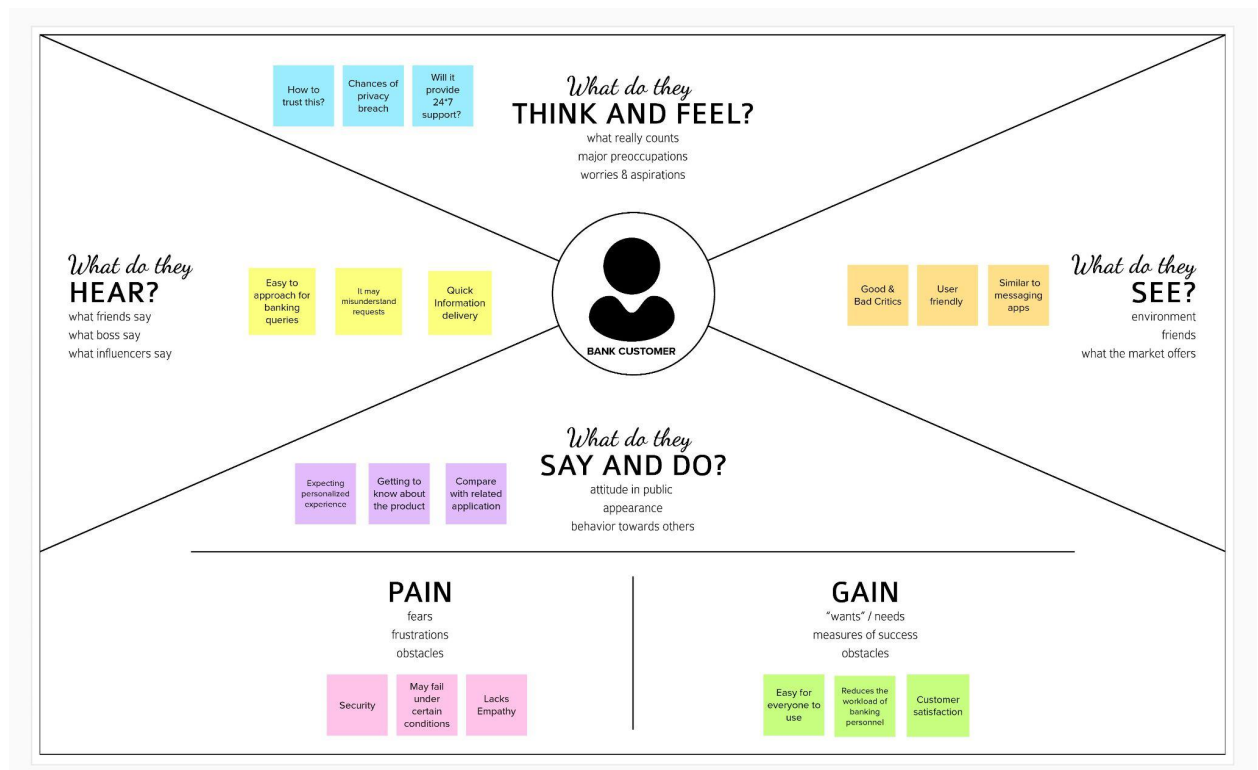 How to
trust this?
Chances of
privacy
breach
Will it
provide
24*7
support?
What do they
THINK AND FEEL?
what really counts
major preoccupations
worries & aspirations
What do they
HEAR?
what friends say
what boss say
what influencers say
Easy to
approach for
banking
queries
It may
misunderstand
requests
Quick
Information
delivery
BANK CUSTOMER
Good &
Bad Critics
User
friendly
Similar to
messaging
apps
What do they
SEE?
environment
friends
what the market offers
What do they
SAY AND DO?
attitude in public
appearance
behavior towards others
Expecting
personalized
experience
Getting to
know about
the product
Compare
with related
application
PAIN
fears
frustrations
obstacles
Security
May fail
under
certain
conditions
Lacks
Empathy
GAIN
"wants" / needs
measures of success
obstacles
Easy for
everyone to
use
Reduces the
workload of
banking
personnel
Customer
satisfaction